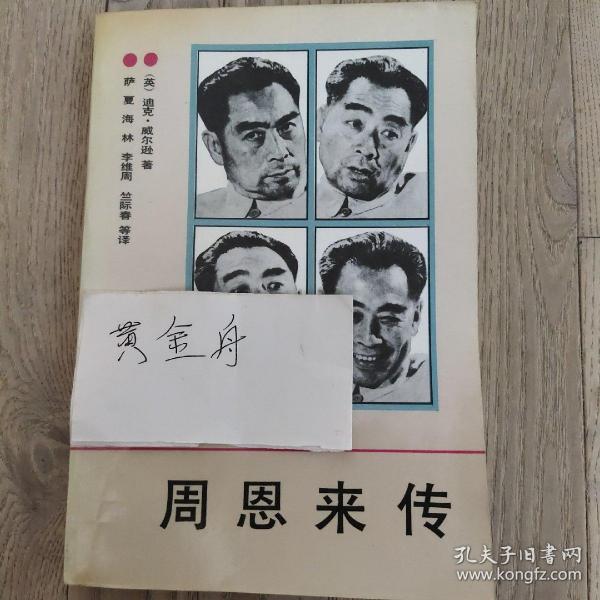 （英）迪克·威尔逊 著
萨夏 海林 李维周 竺际春 等译
黄金舟
周恩来传
孔夫子旧书网
www.kongfz.com